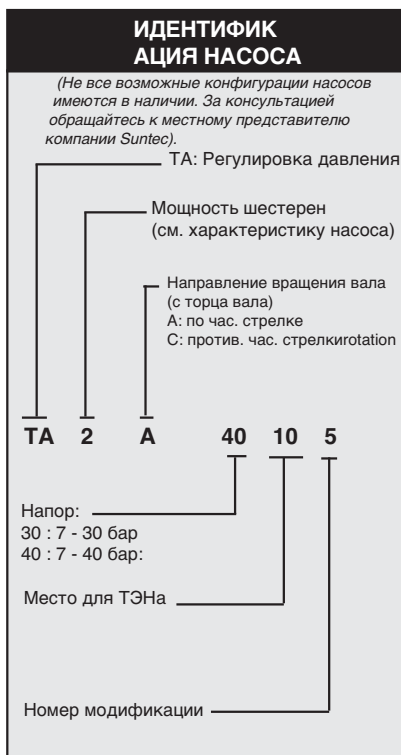 ИДЕНТИФИК
АЦИЯ НАСОСА
(Не все возможные конфигурации насосов
имеются в наличии. За консультацией
обращайтесь к местному представителю
компании Suntec).
TA: Регулировка давления
Мощность шестерен
(см. характеристику насоса)
Направление вращения вала
(с торца вала)
A: по час. стрелке
C: против. час. стрелкиrotation
TA 2 A 40 10 5
Напор:
30 : 7 - 30 бар
40 : 7 - 40 бар:
Место для ТЭНа
Номер модификации